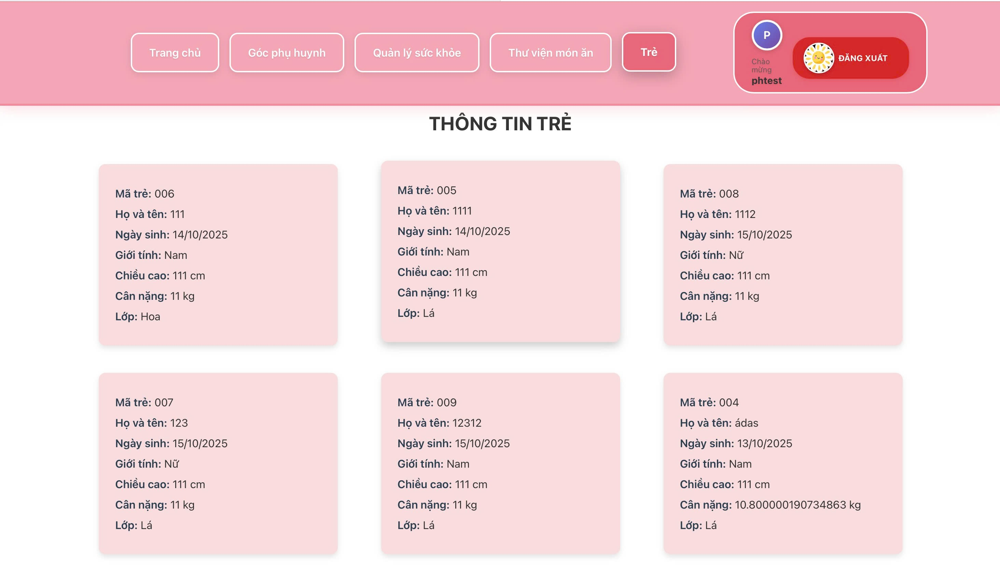 Trang chủ
Góc phụ huynh
Quản lý sức khỏe
Thư viện món ăn
Trẻ
P
Chào
mừng
phtest
ĐĂNG XUẤT
THÔNG TIN TRẺ
Mã trẻ: 006
Họ và tên: 111
Ngày sinh: 14/10/2025
Giới tính: Nam
Chiều cao: 111 cm
Cân nặng: 11 kg
Lớp: Hoa
Mã trẻ: 005
Họ và tên: 1111
Ngày sinh: 14/10/2025
Giới tính: Nam
Chiều cao: 111 cm
Cân nặng: 11 kg
Lớp: Lá
Mã trẻ: 008
Họ và tên: 1112
Ngày sinh: 15/10/2025
Giới tính: Nữ
Chiều cao: 111 cm
Cân nặng: 11 kg
Lớp: Lá
Mã trẻ: 007
Họ và tên: 123
Ngày sinh: 15/10/2025
Giới tính: Nữ
Chiều cao: 111 cm
Cân nặng: 11 kg
Lớp: Lá
Mã trẻ: 009
Họ và tên: 12312
Ngày sinh: 15/10/2025
Giới tính: Nam
Chiều cao: 111 cm
Cân nặng: 11 kg
Lớp: Lá
Mã trẻ: 004
Họ và tên: ádas
Ngày sinh: 13/10/2025
Giới tính: Nam
Chiều cao: 111 cm
Cân nặng: 10.800000190734863 kg
Lớp: Lá